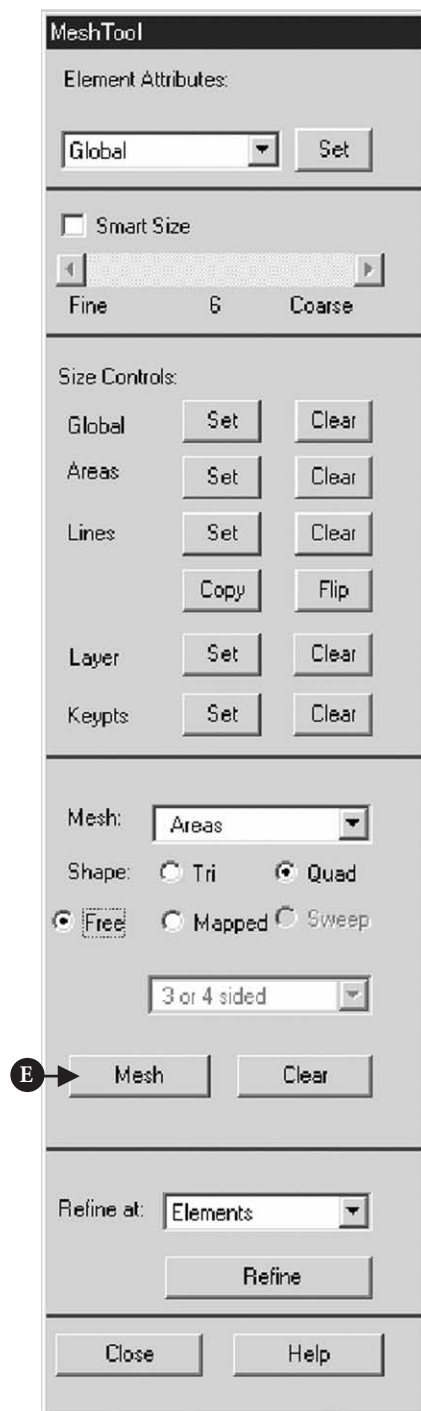 MeshTool
Element Attributes:
Global Set
Smart Size
Fine 6 Coarse
Size Controls:
Global Set Clear
Areas Set Clear
Lines Set Clear
Copy Flip
Layer Set Clear
Keypts Set Clear
Mesh: Areas
Shape: Tri Quad
Free Mapped Sweep
3 or 4 sided
E Mesh Clear
Refine at: Elements
Refine
Close Help